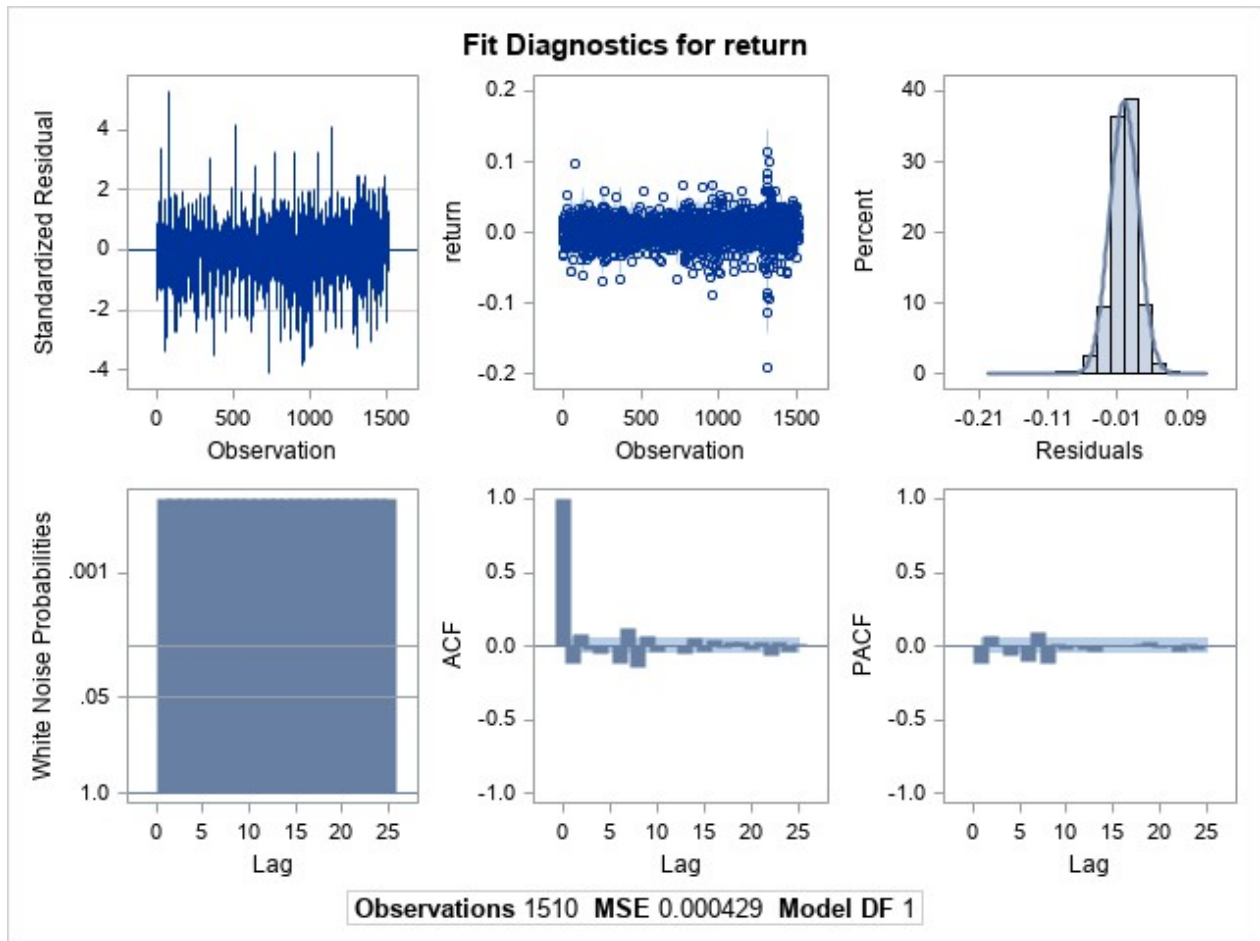 Fit Diagnostics for return
Standardized Residual
4
2
0
-2
-4
0 500 1000 1500
Observation
return
0.2
0.1
0.0
-0.1
-0.2
0 500 1000 1500
Observation
Percent
40
30
20
10
0
-0.21 -0.11 -0.01 0.09
Residuals
White Noise Probabilities
.001
.05
1.0
0 5 10 15 20 25
Lag
ACF
1.0
0.5
0.0
-0.5
-1.0
0 5 10 15 20 25
Lag
PACF
1.0
0.5
0.0
-0.5
-1.0
0 5 10 15 20 25
Lag
Observations 1510 MSE 0.000429 Model DF 1